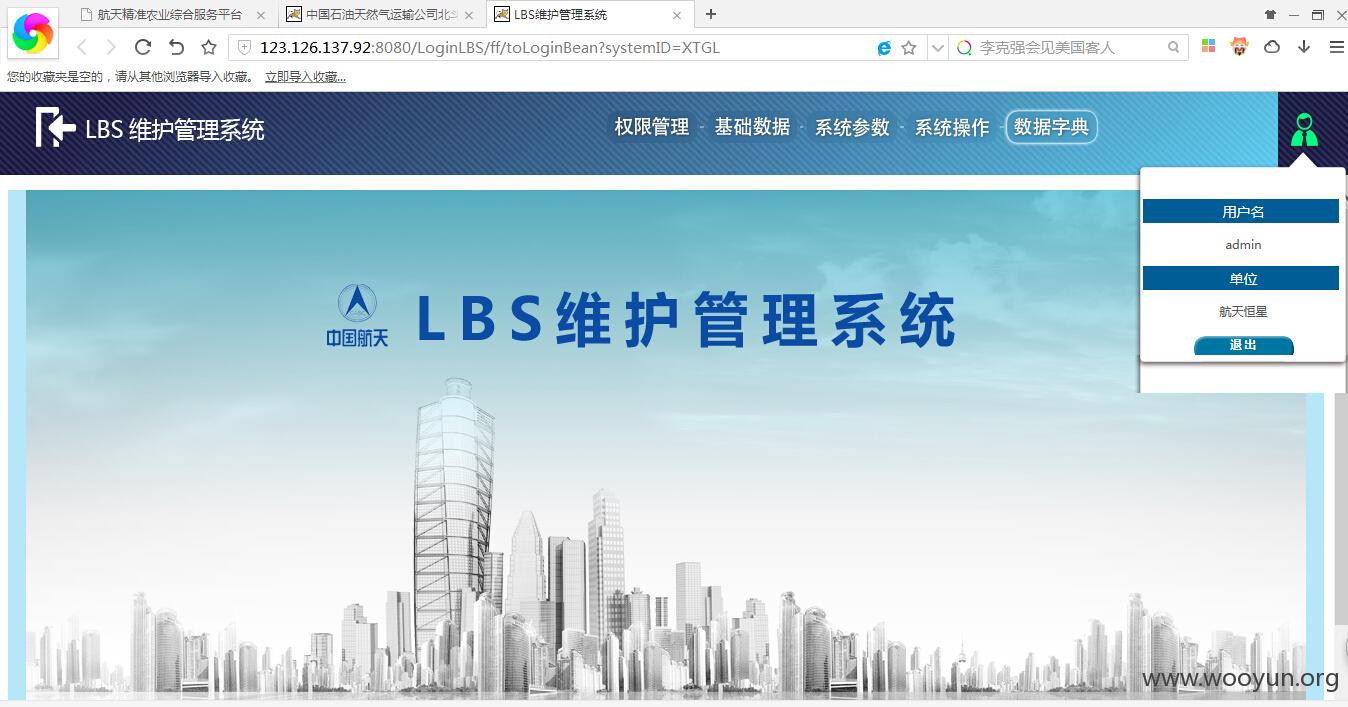 航天精准农业综合服务平台
中国石油天然气运输公司北斗
LBS维护管理系统
123.126.137.92:8080/LoginLBS/ff/toLoginBean?systemID=XTGL
李克强会见美国客人
您的收藏夹是空的，请从其他浏览器导入收藏。 立即导入收藏...
LBS 维护管理系统
权限管理 - 基础数据 - 系统参数 - 系统操作 - 数据字典
用户名
admin
单位
航天恒星
退出
中国航天
LBS维护管理系统
www.wooyun.org